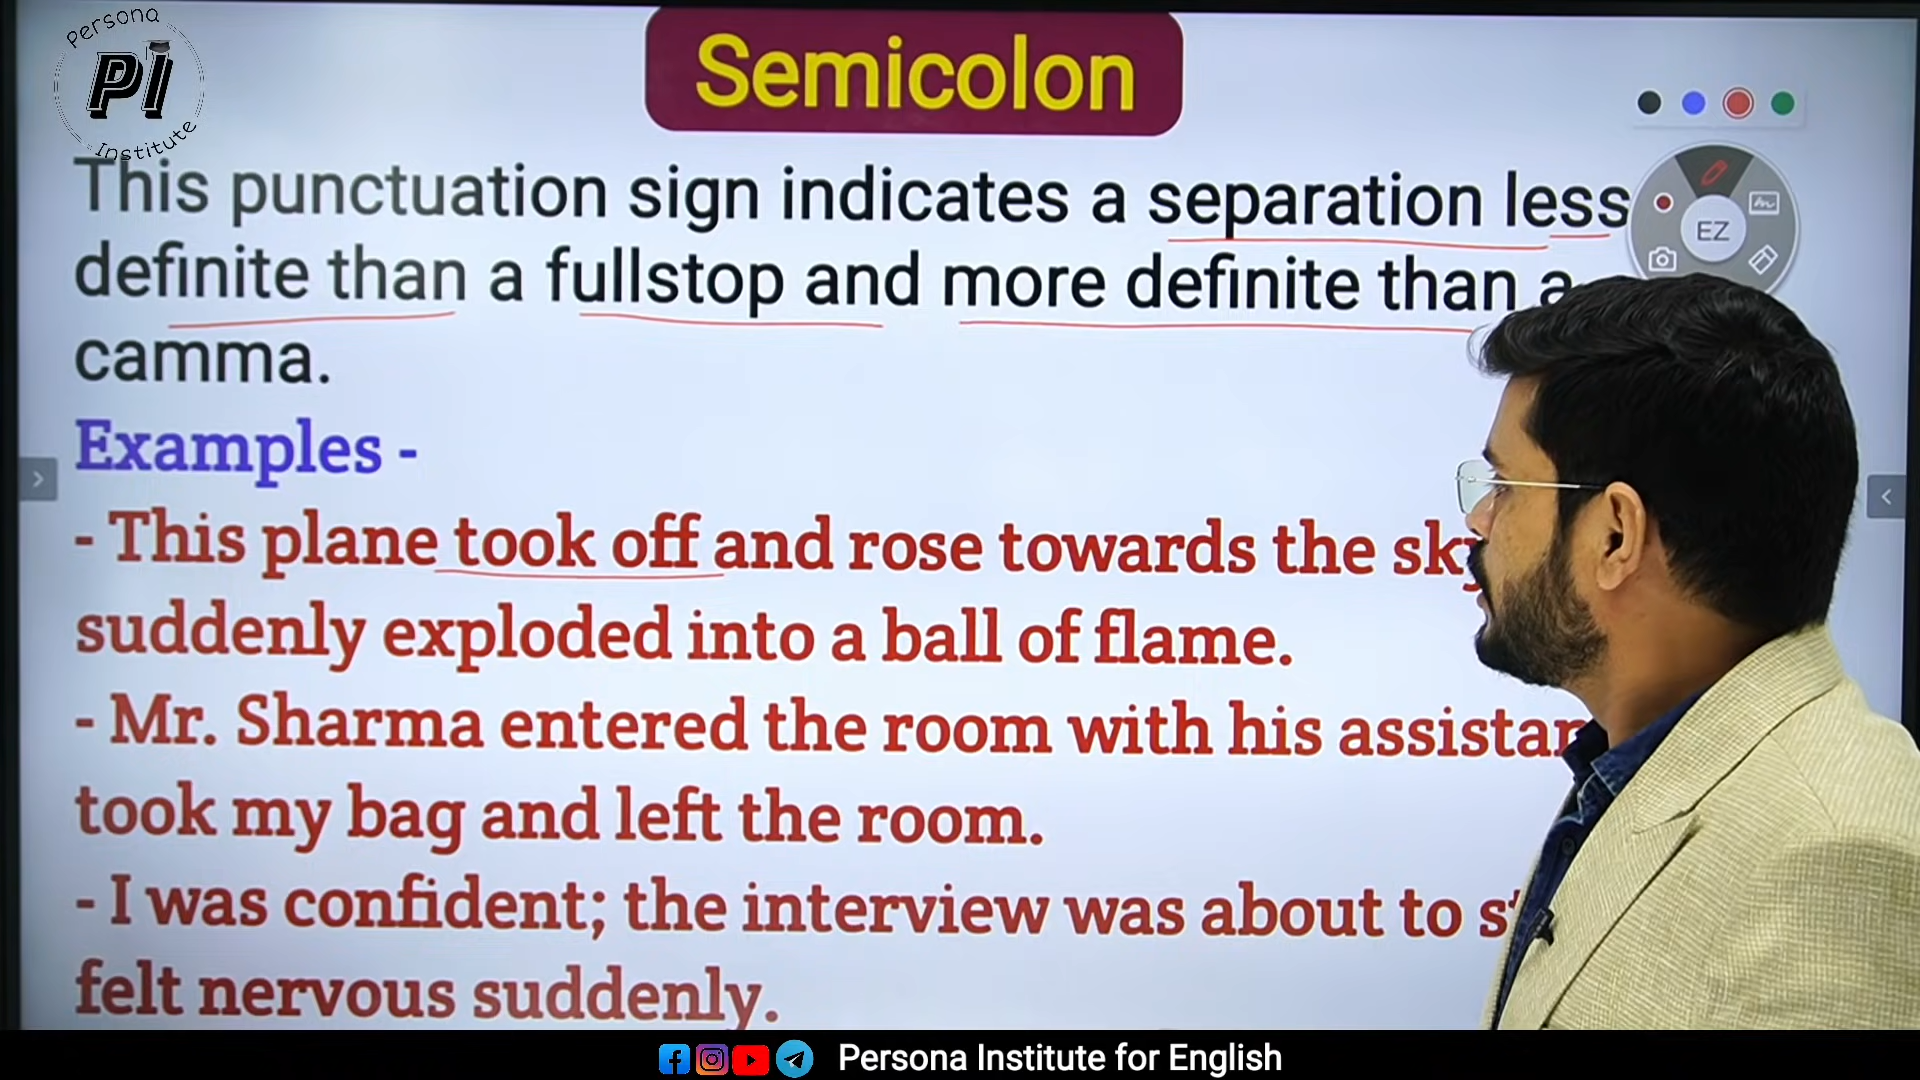 Persona
PI
Institute
Semicolon
EZ
This punctuation sign indicates a separation less
definite than a fullstop and more definite than a
camma.
Examples -
- This plane took off and rose towards the
suddenly exploded into a ball of flame.
- Mr. Sharma entered the room with his
took my bag and left the room.
- I was confident; the interview was about to
felt nervous suddenly.
Persona Institute for English